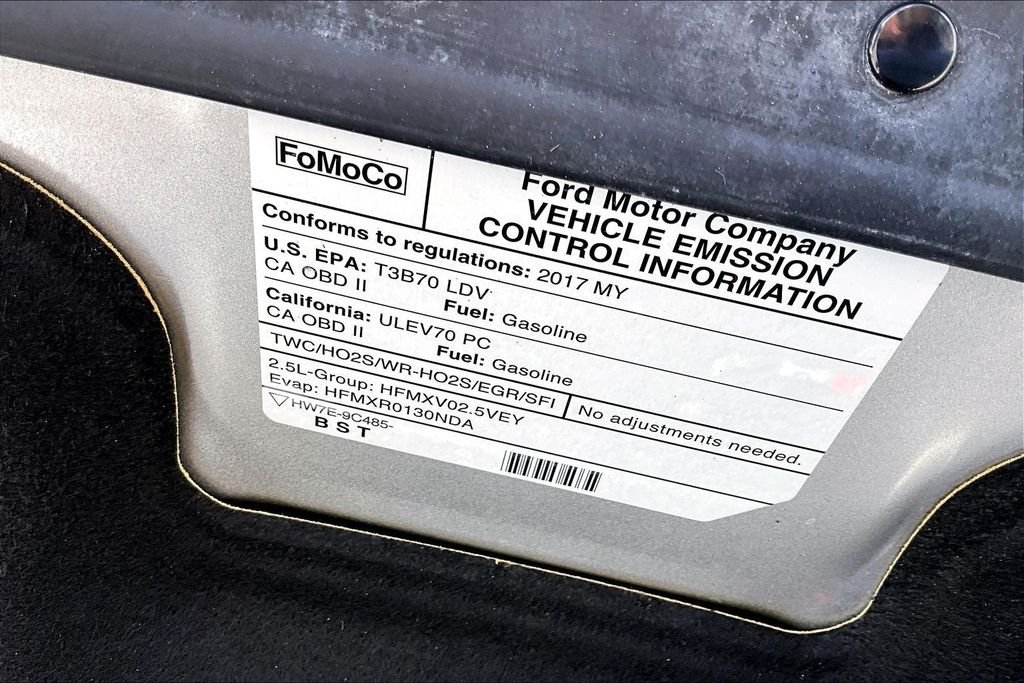 FoMoCo
Ford Motor Company
VEHICLE EMISSION
CONTROL INFORMATION
Conforms to regulations: 2017 MY
U.S. EPA: T3B70 LDV
CA OBD II Fuel: Gasoline
California: ULEV70 PC
CA OBD II Fuel: Gasoline
TWC/HO2S/WR-HO2S/EGR/SFI No adjustments needed.
2.5L-Group: HFMXV02.5VEY
Evap: HFMXR0130NDA
HW7E-9C485-
B S T